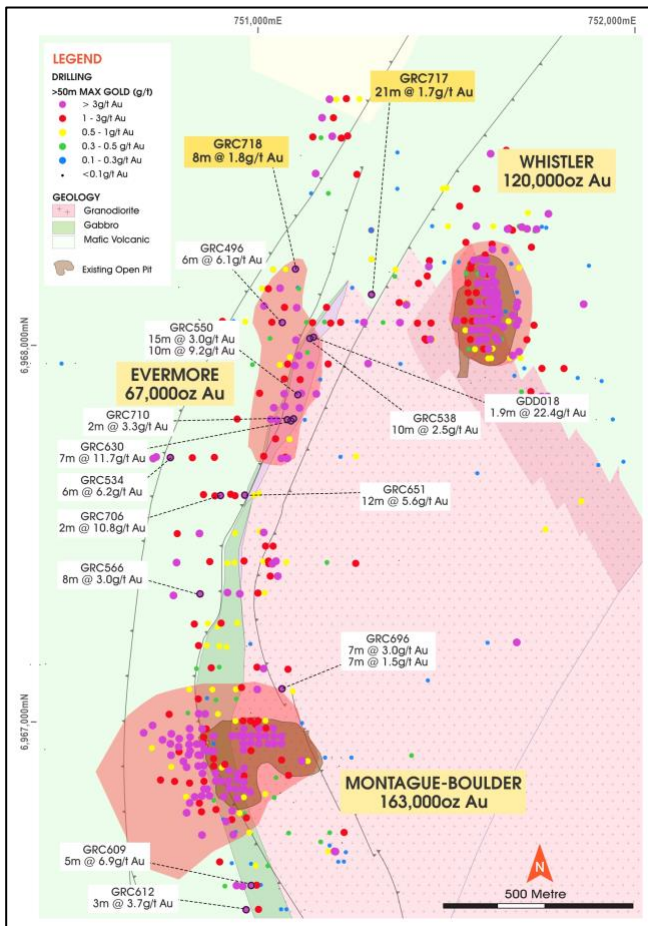 751,000mE
752,000mE
LEGEND
DRILLING
>50m MAX GOLD (g/t)
> 3g/t Au
1 - 3g/t Au
0.5 - 1g/t Au
0.3 - 0.5 g/t Au
0.1 - 0.3g/t Au
<0.1g/t Au
GEOLOGY
Granodiorite
Gabbro
Mafic Volcanic
Existing Open Pit
GRC717
21m @ 1.7g/t Au
GRC718
8m @ 1.8g/t Au
WHISTLER
120,000oz Au
GRC496
6m @ 6.1g/t Au
GRC550
15m @ 3.0g/t Au
10m @ 9.2g/t Au
6,968,000mN
EVERMORE
67,000oz Au
GDD018
1.9m @ 22.4g/t Au
GRC538
10m @ 2.5g/t Au
GRC710
2m @ 3.3g/t Au
GRC630
7m @ 11.7g/t Au
GRC534
6m @ 6.2g/t Au
GRC651
12m @ 5.6g/t Au
GRC706
2m @ 10.8g/t Au
GRC566
8m @ 3.0g/t Au
GRC696
7m @ 3.0g/t Au
7m @ 1.5g/t Au
6,967,000mN
MONTAGUE-BOULDER
163,000oz Au
GRC609
5m @ 6.9g/t Au
GRC612
3m @ 3.7g/t Au
N
500 Metre